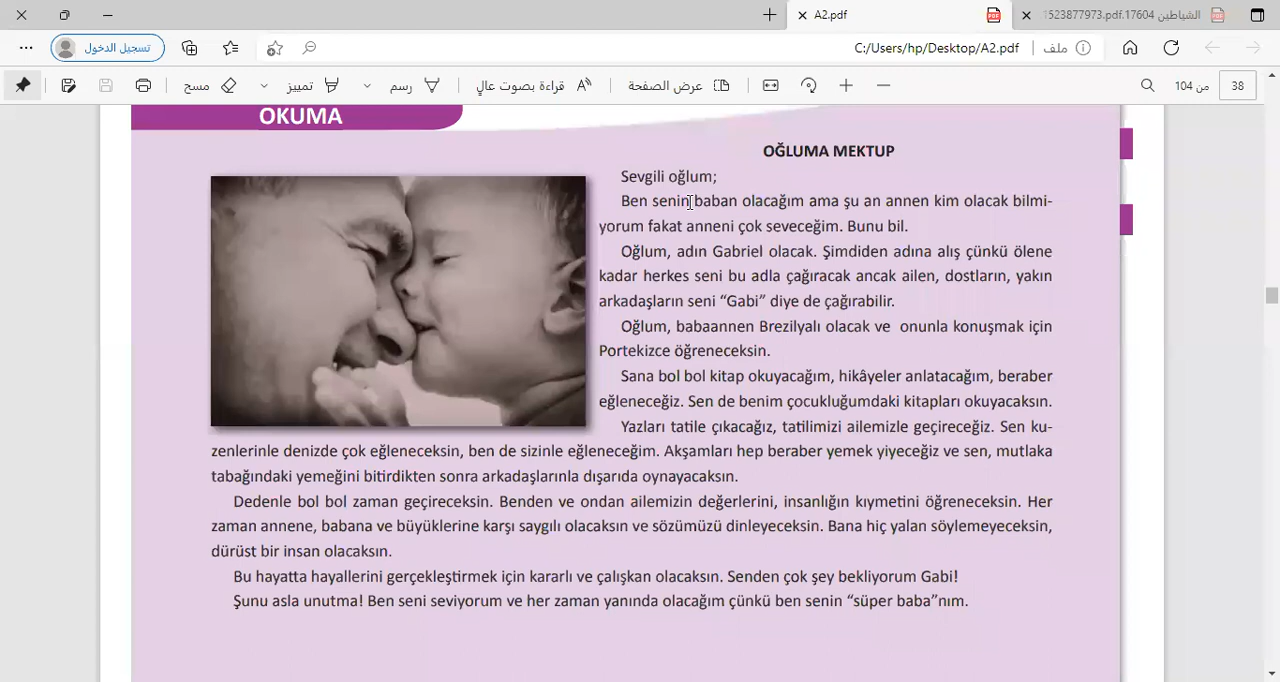 A2.pdf
1523877973.pdf.17604 الشياطين
تسجيل الدخول
C:/Users/hp/Desktop/A2.pdf
ملف
مسح
تمييز
رسم
قراءة بصوت عالٍ
عرض الصفحة
من 104
38
OKUMA
OĞLUMA MEKTUP
Sevgili oğlum;
Ben senin baban olacağım ama şu an annen kim olacak bilmi-
yorum fakat anneni çok seveceğim. Bunu bil.
Oğlum, adın Gabriel olacak. Şimdiden adına alış çünkü ölene
kadar herkes seni bu adla çağıracak ancak ailen, dostların, yakın
arkadaşların seni “Gabi” diye de çağırabilir.
Oğlum, babaannen Brezilyalı olacak ve onunla konuşmak için
Portekizce öğreneceksin.
Sana bol bol kitap okuyacağım, hikâyeler anlatacağım, beraber
eğleneceğiz. Sen de benim çocukluğumdaki kitapları okuyacaksın.
Yazları tatile çıkacağız, tatilimizi ailemizle geçireceğiz. Sen ku-
zenlerinle denizde çok eğleneceksin, ben de sizinle eğleneceğim. Akşamları hep beraber yemek yiyeceğiz ve sen, mutlaka
tabağındaki yemeğini bitirdikten sonra arkadaşlarınla dışarıda oynayacaksın.
Dedenle bol bol zaman geçireceksin. Benden ve ondan ailemizin değerlerini, insanlığın kıymetini öğreneceksin. Her
zaman annene, babana ve büyüklerine karşı saygılı olacaksın ve sözümüzü dinleyeceksin. Bana hiç yalan söylemeyeceksin,
dürüst bir insan olacaksın.
Bu hayatta hayallerini gerçekleştirmek için kararlı ve çalışkan olacaksın. Senden çok şey bekliyorum Gabi!
Şunu asla unutma! Ben seni seviyorum ve her zaman yanında olacağım çünkü ben senin “süper baba”nım.